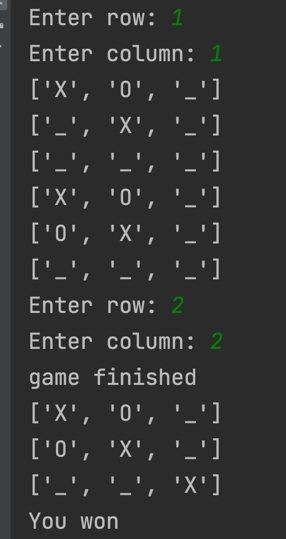 Enter row: 1
Enter column: 1
['X', 'O', '_']
['_', 'X', '_']
['_', '_', '_']
['X', 'O', '_']
['O', 'X', '_']
['_', '_', '_']
Enter row: 2
Enter column: 2
game finished
['X', 'O', '_']
['O', 'X', '_']
['_', '_', 'X']
You won